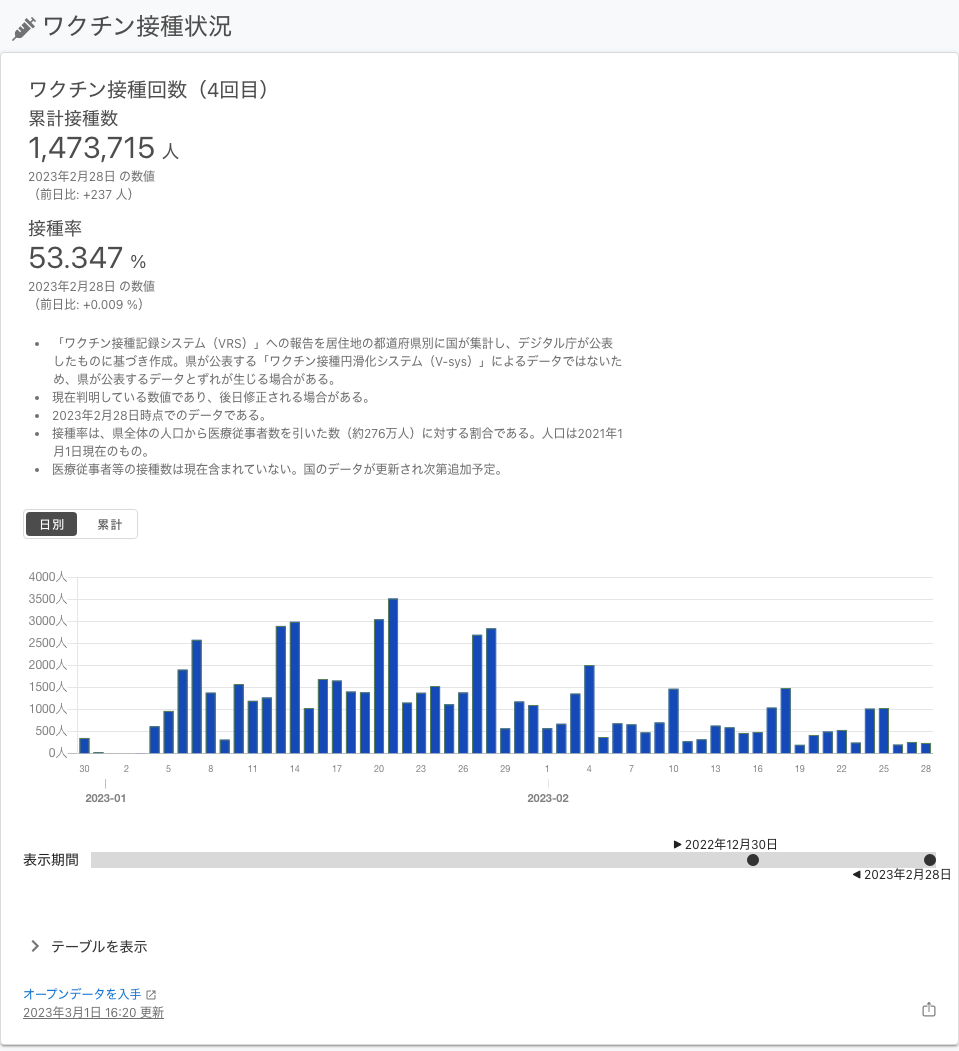 ワクチン接種状況
ワクチン接種回数（4回目）
累計接種数
1,473,715 人
2023年2月28日 の数値
（前日比: +237 人）
接種率
53.347 %
2023年2月28日 の数値
（前日比: +0.009 %）
• 「ワクチン接種記録システム（VRS）」への報告を居住地の都道府県別に国が集計し、デジタル庁が公表
したものに基づき作成。県が公表する「ワクチン接種円滑化システム（V-sys）」によるデータではないた
め、県が公表するデータとずれが生じる場合がある。
• 現在判明している数値であり、後日修正される場合がある。
• 2023年2月28日時点でのデータである。
• 接種率は、県全体の人口から医療従事者数を引いた数（約276万人）に対する割合である。人口は2021年1
月1日現在のもの。
• 医療従事者等の接種数は現在含まれていない。国のデータが更新され次第追加予定。
日別 累計
4000人
3500人
3000人
2500人
2000人
1500人
1000人
500人
0人
30 2 5 8 11 14 17 20 23 26 29 1 4 7 10 13 16 19 22 25 28
2023-01 2023-02
▶ 2022年12月30日
表示期間
◀ 2023年2月28日
テーブルを表示
オープンデータを入手
2023年3月1日 16:20 更新